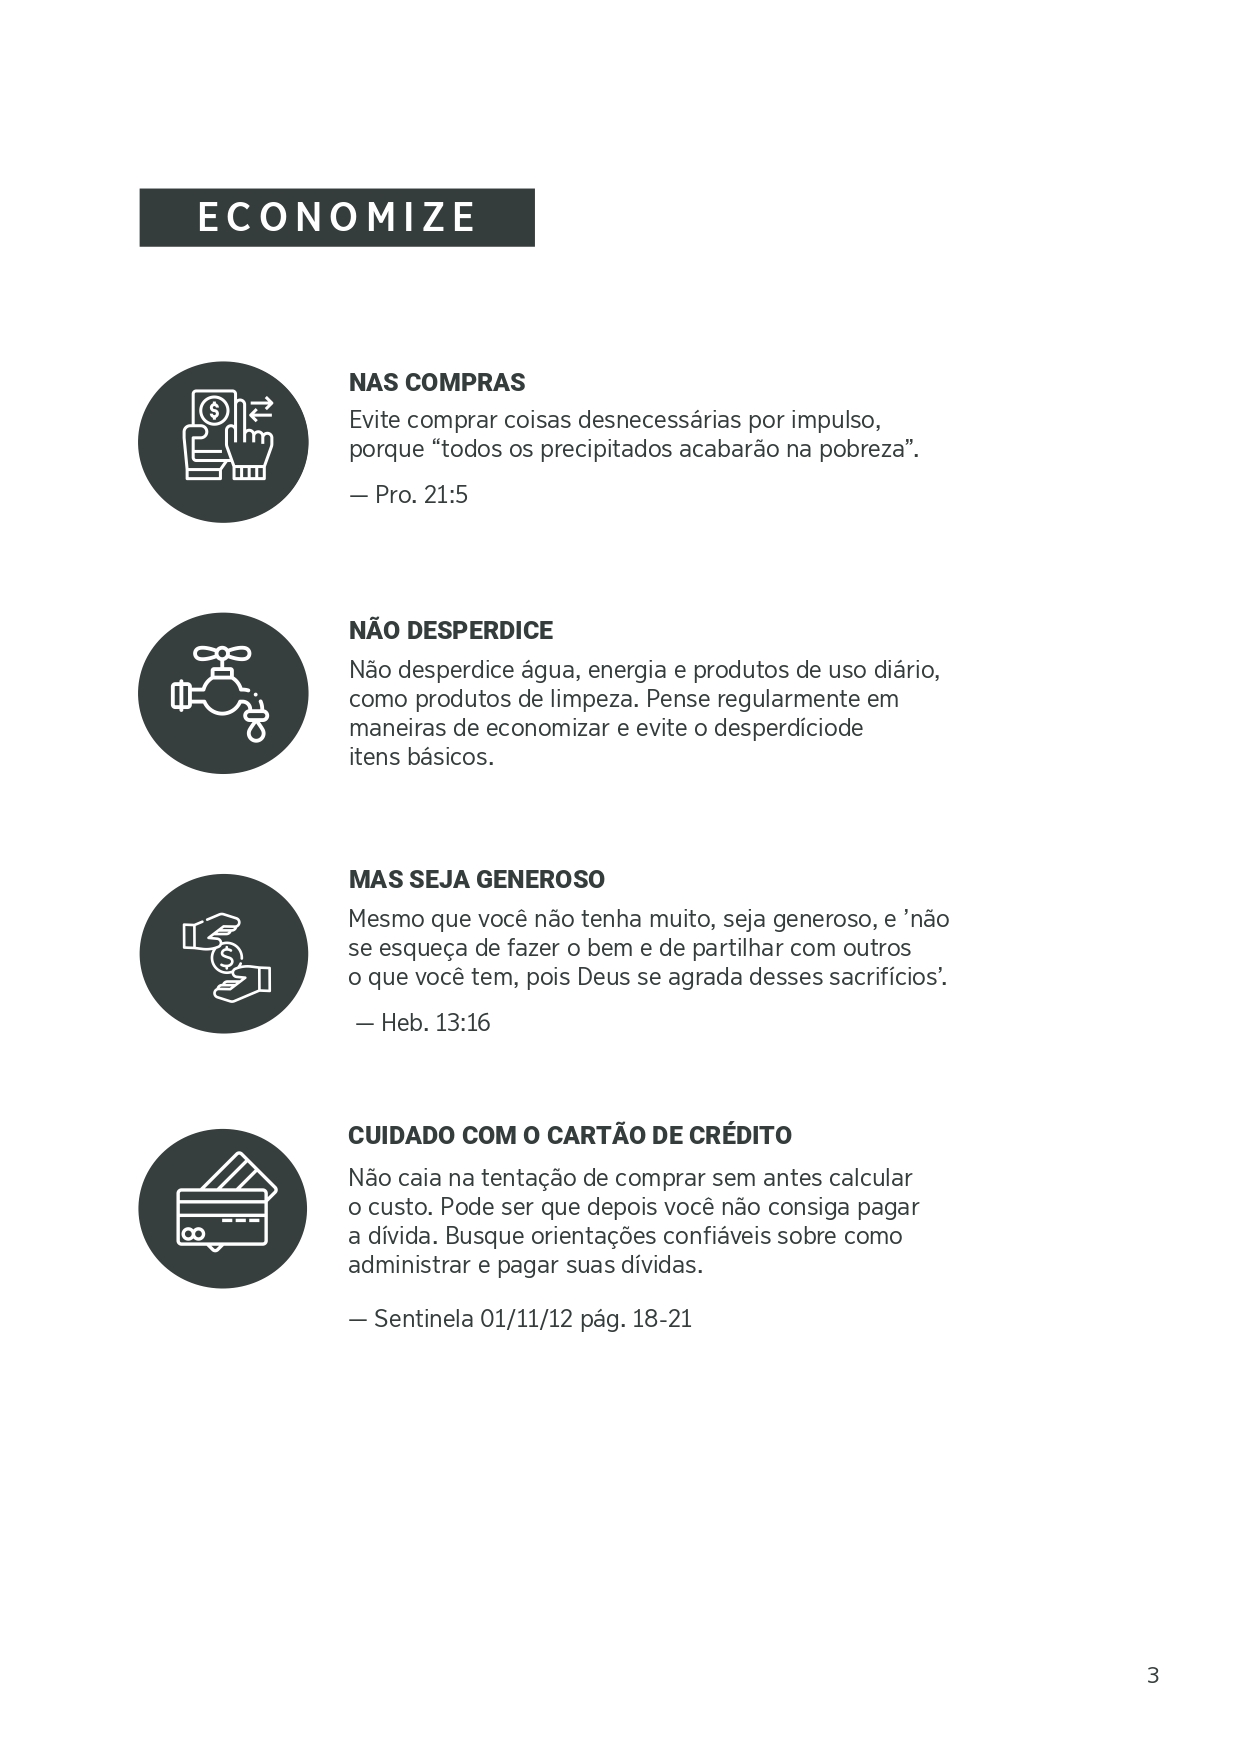 ECONOMIZE
NAS COMPRAS
Evite comprar coisas desnecessárias por impulso,
porque “todos os precipitados acabarão na pobreza”.
— Pro. 21:5
NÃO DESPERDICE
Não desperdice água, energia e produtos de uso diário,
como produtos de limpeza. Pense regularmente em
maneiras de economizar e evite o desperdíciode
itens básicos.
MAS SEJA GENEROSO
Mesmo que você não tenha muito, seja generoso, e ’não
se esqueça de fazer o bem e de partilhar com outros
o que você tem, pois Deus se agrada desses sacrifícios’.
— Heb. 13:16
CUIDADO COM O CARTÃO DE CRÉDITO
Não caia na tentação de comprar sem antes calcular
o custo. Pode ser que depois você não consiga pagar
a dívida. Busque orientações confiáveis sobre como
administrar e pagar suas dívidas.
— Sentinela 01/11/12 pág. 18-21
3